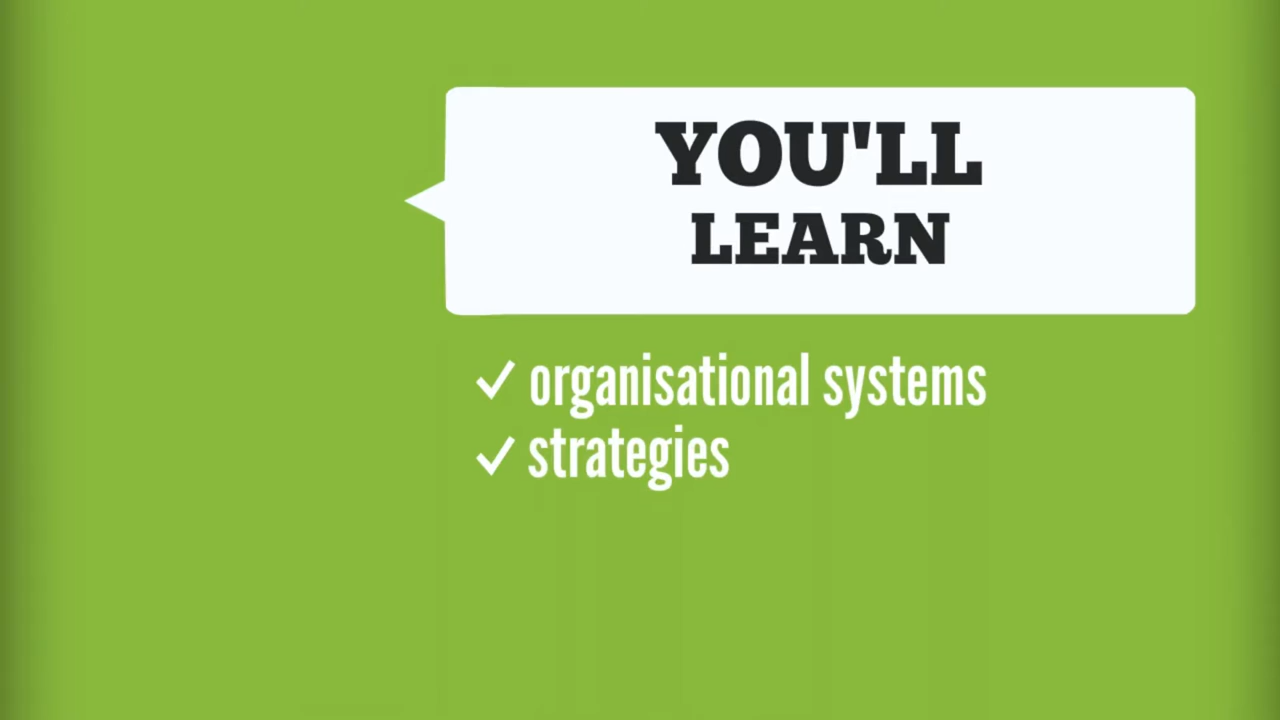 YOU'LL
LEARN
✓ organisational systems
✓ strategies